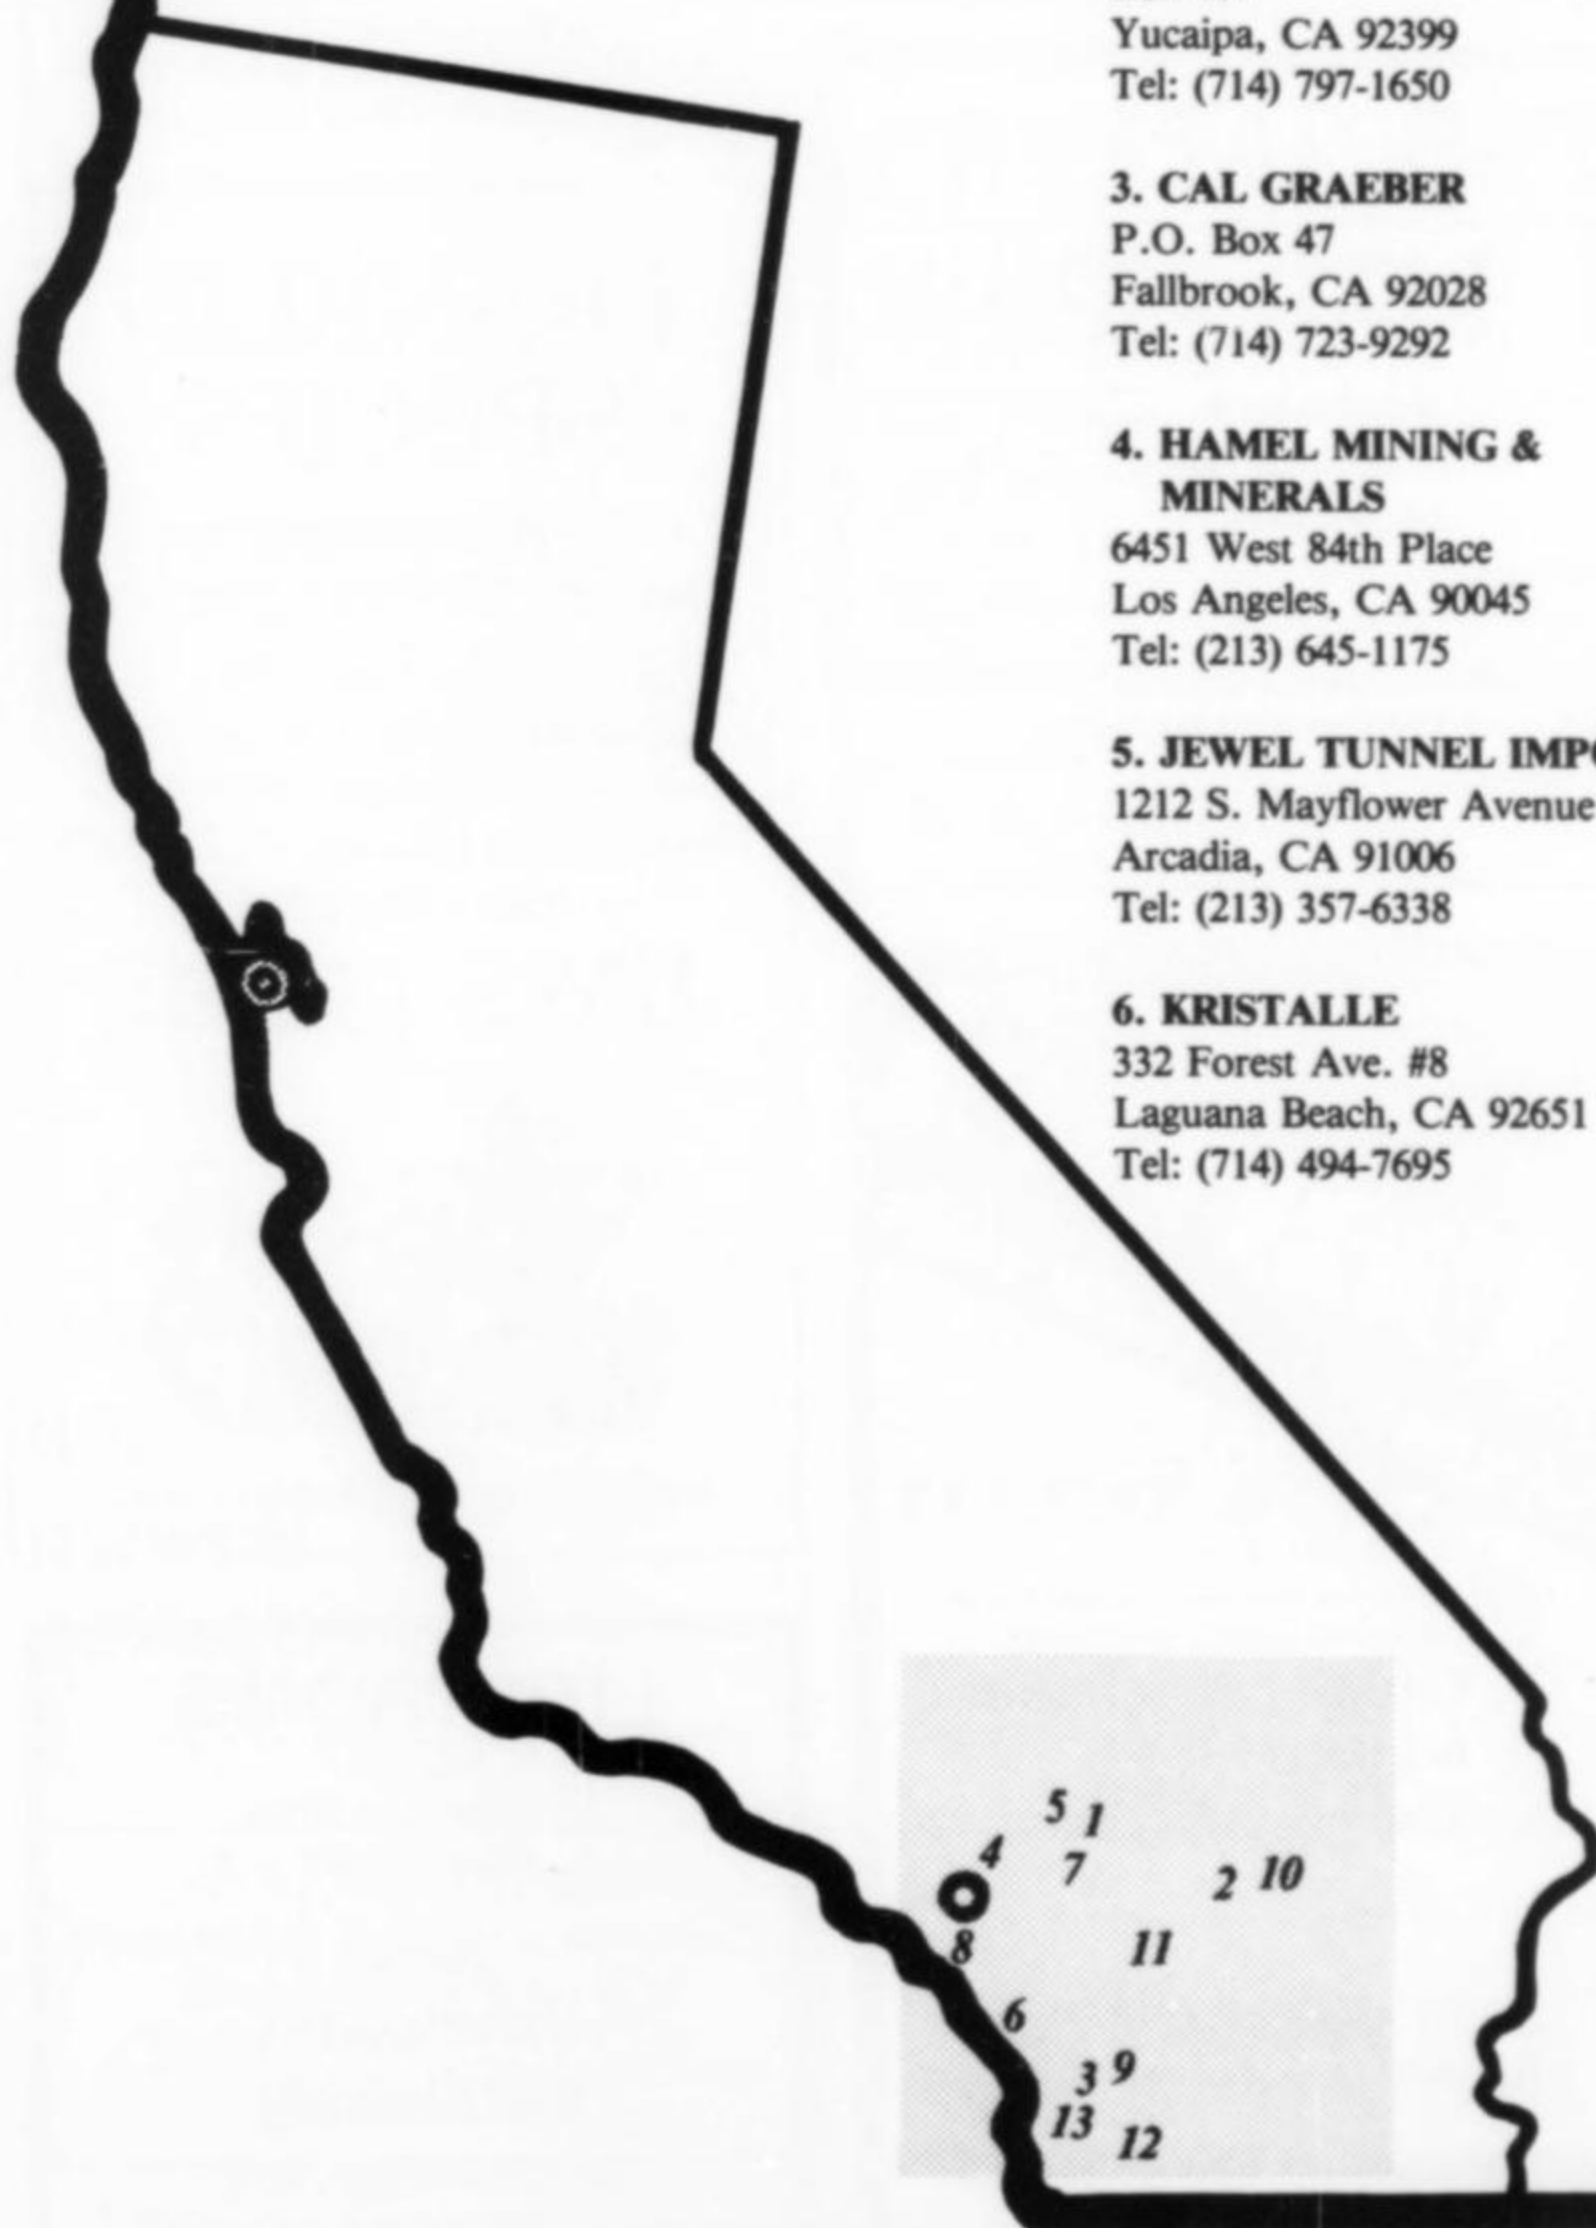 Yucaipa, CA 92399
Tel: (714) 797-1650
3. CAL GRAEBER
P.O. Box 47
Fallbrook, CA 92028
Tel: (714) 723-9292
4. HAMEL MINING &
MINERALS
6451 West 84th Place
Los Angeles, CA 90045
Tel: (213) 645-1175
5. JEWEL TUNNEL
1212 S. Mayflower Avenue
Arcadia, CA 91006
Tel: (213) 357-6338
6. KRISTALLE
332 Forest Ave. #8
Laguana Beach, CA 92651
Tel: (714) 494-7695
5 1
4
7
2 10
8
11
6
3 9
13
12